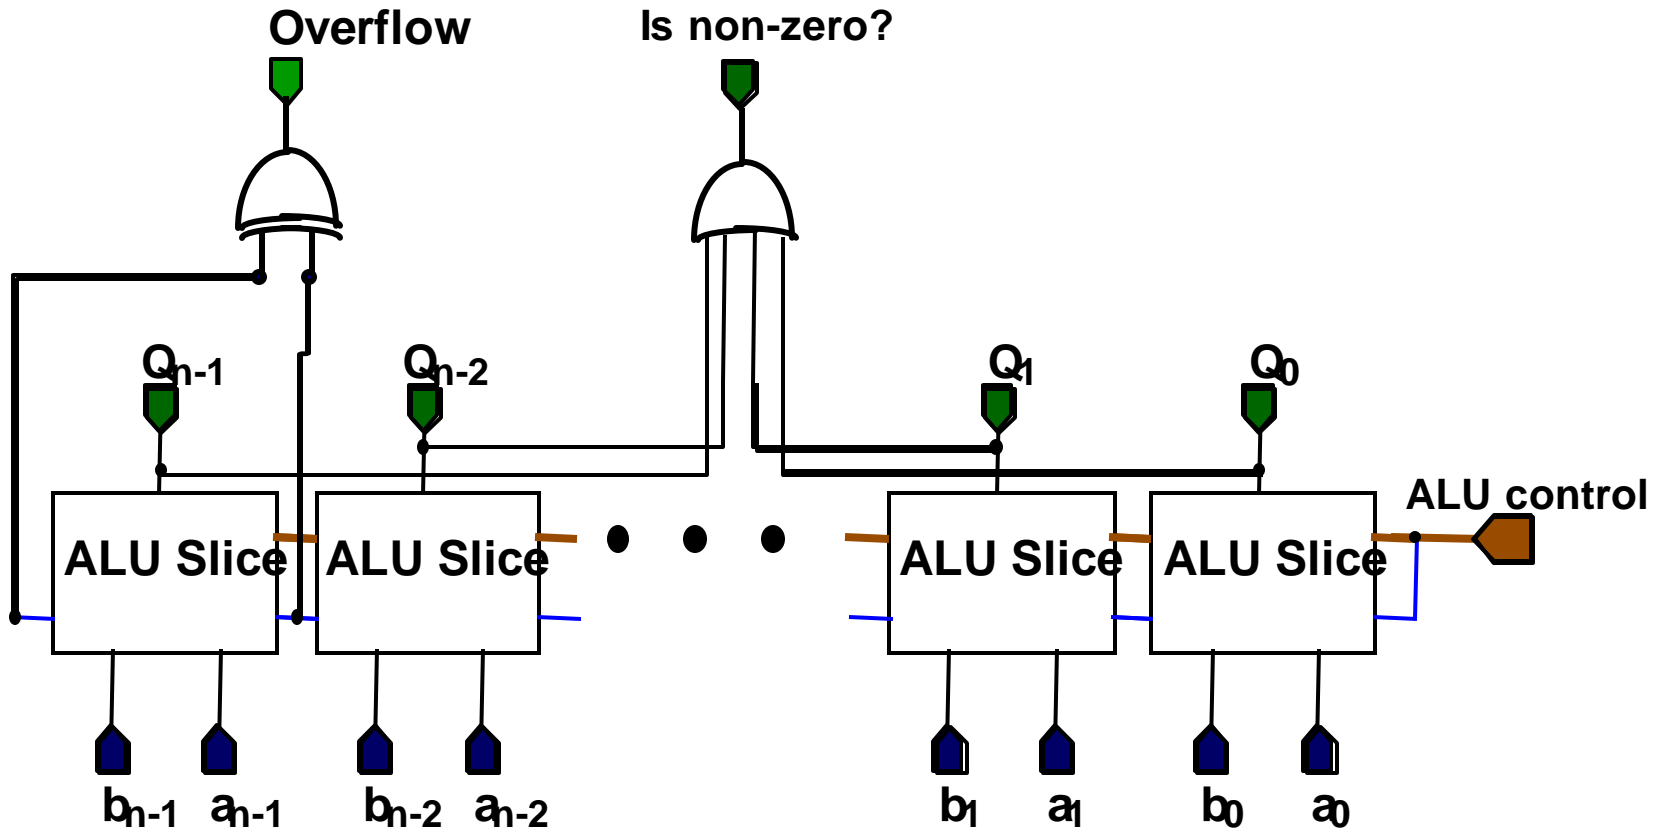 Overflow
Is non-zero?
Qn-1
Qn-2
Q1
Q0
ALU control
ALU Slice
ALU Slice
ALU Slice
ALU Slice
bn-1
an-1
bn-2
an-2
b1
a1
b0
a0